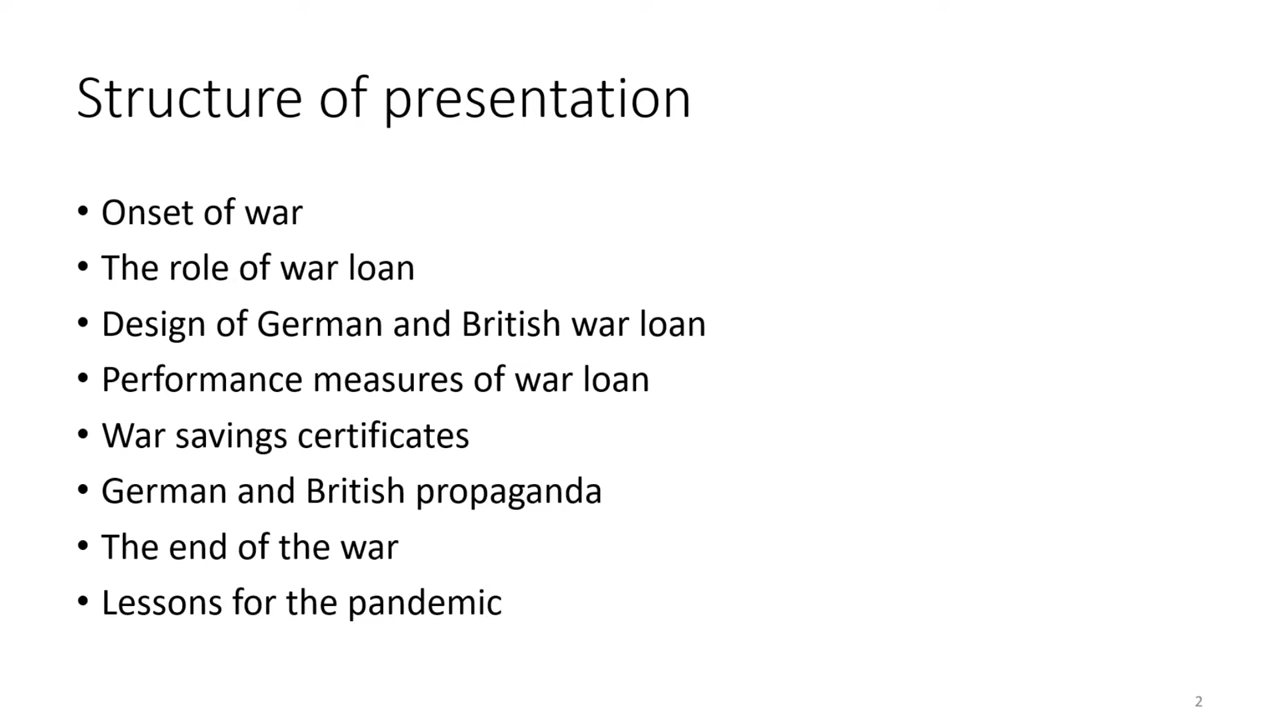 Structure of presentation
• Onset of war
• The role of war loan
• Design of German and British war loan
• Performance measures of war loan
• War savings certificates
• German and British propaganda
• The end of the war
• Lessons for the pandemic
2